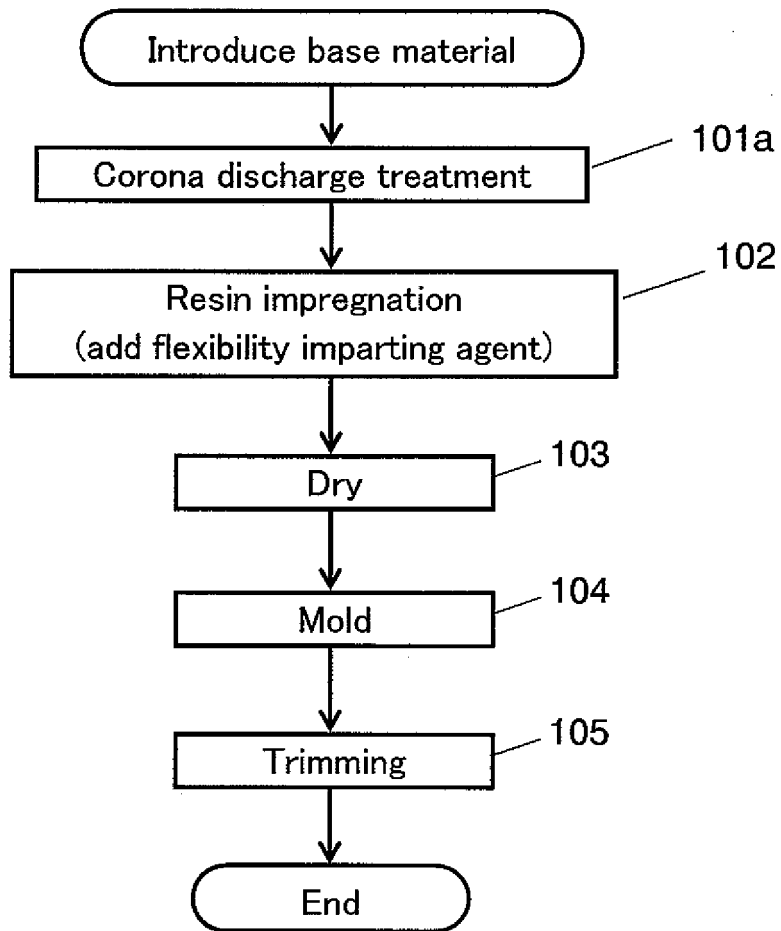 Introduce base material
101a
Corona discharge treatment
102
Resin impregnation
(add flexibility imparting agent)
103
Dry
104
Mold
105
Trimming
End